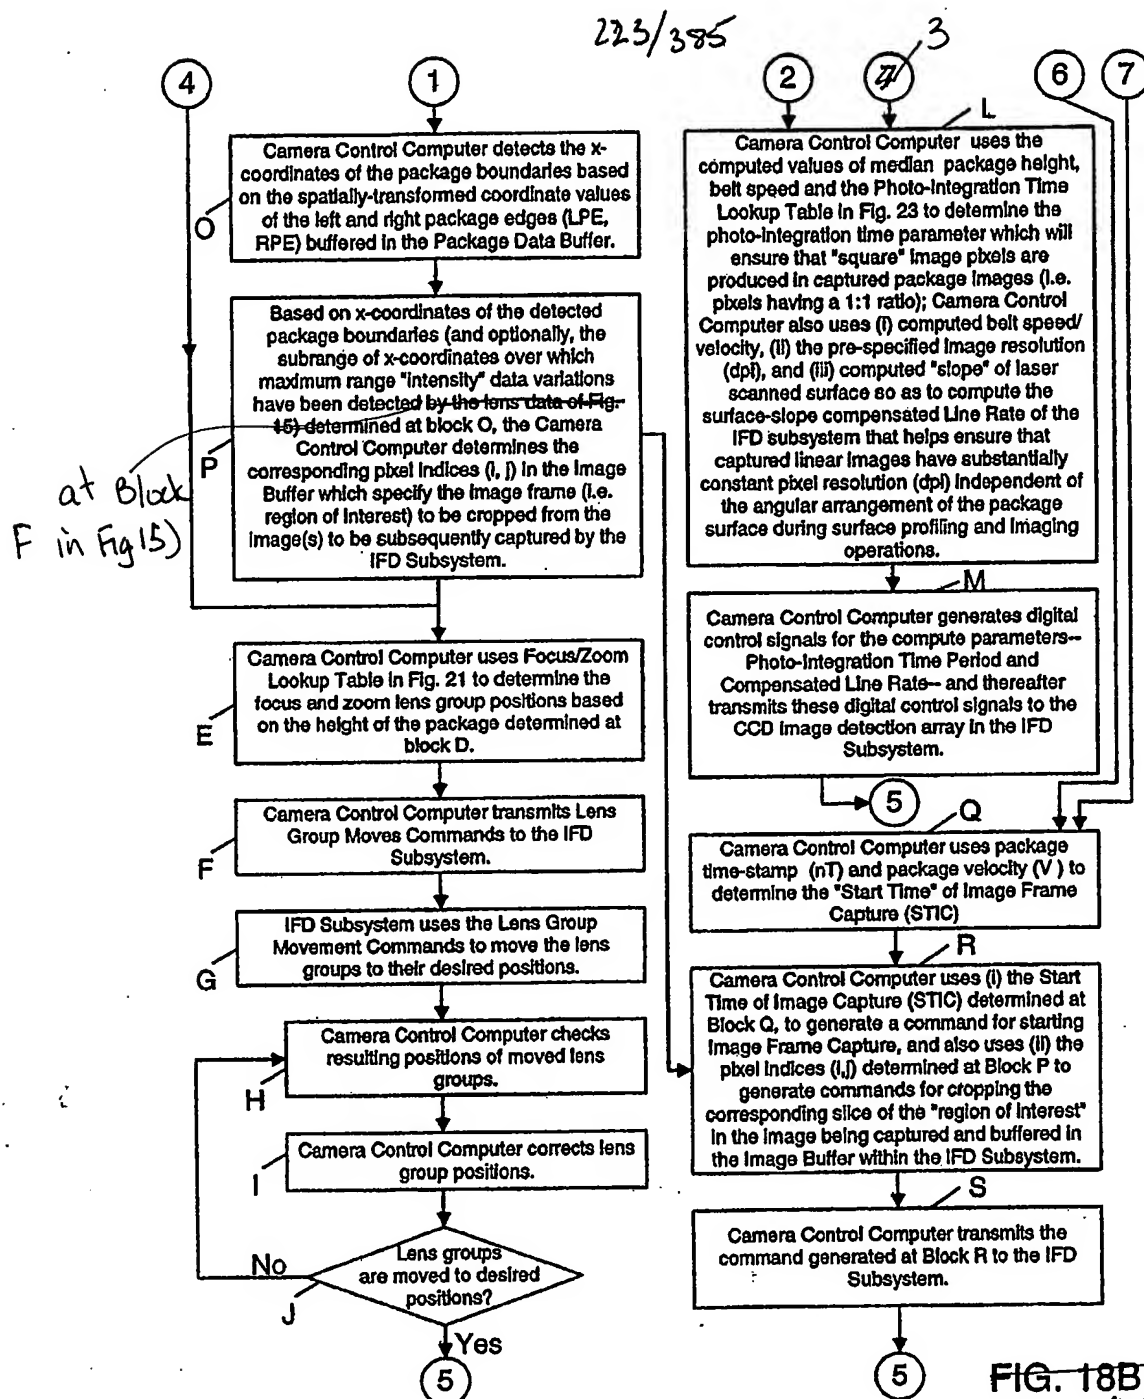 223/385
4
1
2
3
6
7
Camera Control Computer detects the x-
coordinates of the package boundaries based
on the spatially-transformed coordinate values
of the left and right package edges (LPE,
RPE) buffered in the Package Data Buffer.
O
Based on x-coordinates of the detected
package boundaries (and optionally, the
subrange of x-coordinates over which
maximum range "intensity" data variations
have been detected by the lens data of Fig.
15) determined at block O, the Camera
Control Computer determines the
corresponding pixel indices (i, j) in the Image
Buffer which specify the image frame (i.e.
region of interest) to be cropped from the
image(s) to be subsequently captured by the
IFD Subsystem.
P
at Block
F in Fig 15)
Camera Control Computer uses Focus/Zoom
Lookup Table in Fig. 21 to determine the
focus and zoom lens group positions based
on the height of the package determined at
block D.
E
Camera Control Computer transmits Lens
Group Moves Commands to the IFD
Subsystem.
F
IFD Subsystem uses the Lens Group
Movement Commands to move the lens
groups to their desired positions.
G
Camera Control Computer checks
resulting positions of moved lens
groups.
H
Camera Control Computer corrects lens
group positions.
I
Lens groups
are moved to desired
positions?
No
J
Yes
5
L
Camera Control Computer uses the
computed values of median package height,
belt speed and the Photo-Integration Time
Lookup Table in Fig. 23 to determine the
photo-integration time parameter which will
ensure that "square" image pixels are
produced in captured package images (i.e.
pixels having a 1:1 ratio); Camera Control
Computer also uses (i) computed belt speed/
velocity, (ii) the pre-specified image resolution
(dpi), and (iii) computed "slope" of laser
scanned surface so as to compute the
surface-slope compensated Line Rate of the
IFD subsystem that helps ensure that
captured linear images have substantially
constant pixel resolution (dpi) independent of
the angular arrangement of the package
surface during surface profiling and imaging
operations.
M
Camera Control Computer generates digital
control signals for the compute parameters--
Photo-Integration Time Period and
Compensated Line Rate-- and thereafter
transmits these digital control signals to the
CCD image detection array in the IFD
Subsystem.
5
Q
Camera Control Computer uses package
time-stamp (nT) and package velocity (V ) to
determine the "Start Time" of Image Frame
Capture (STIC)
R
Camera Control Computer uses (i) the Start
Time of Image Capture (STIC) determined at
Block Q, to generate a command for starting
Image Frame Capture, and also uses (ii) the
pixel indices (i,j) determined at Block P to
generate commands for cropping the
corresponding slice of the "region of interest"
in the image being captured and buffered in
the Image Buffer within the IFD Subsystem.
S
Camera Control Computer transmits the
command generated at Block R to the IFD
Subsystem.
5
FIG. 18B